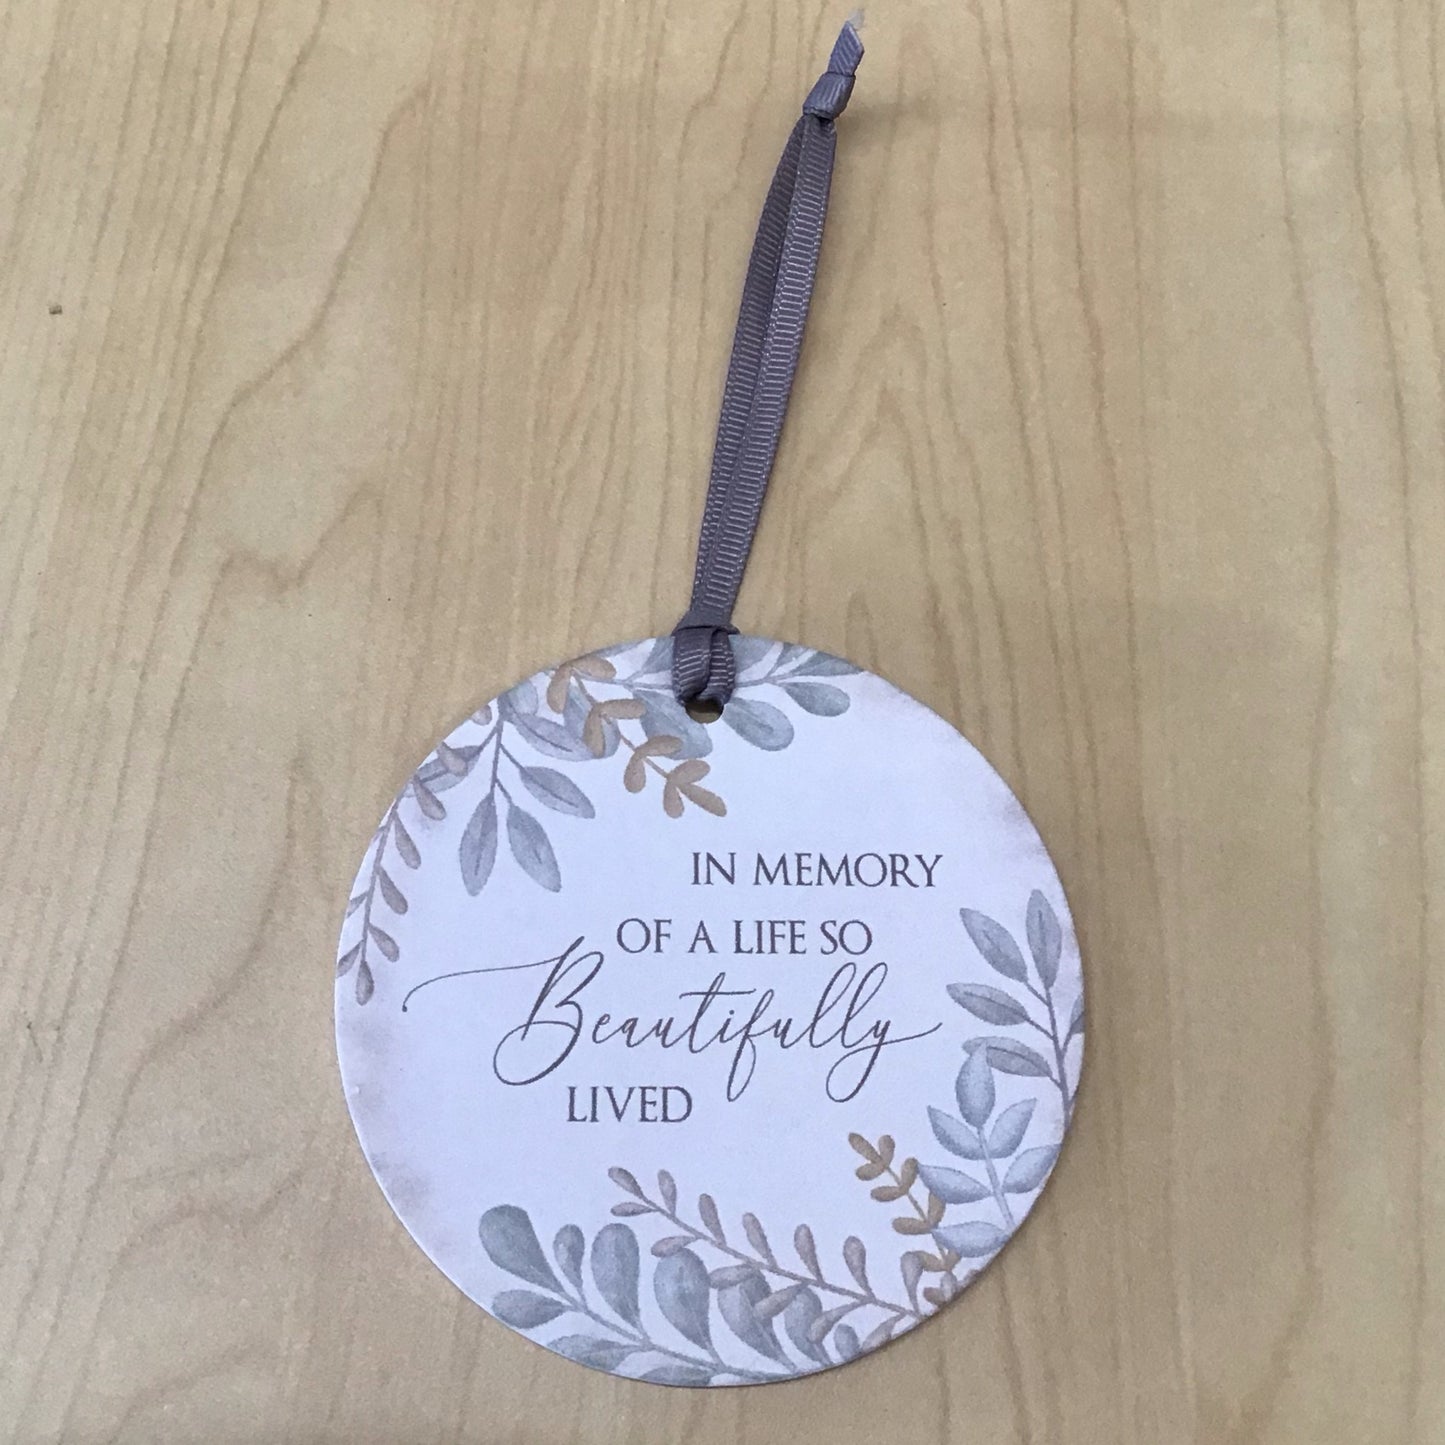 IN MEMORY
OF A LIFE SO
Beautifully
LIVED